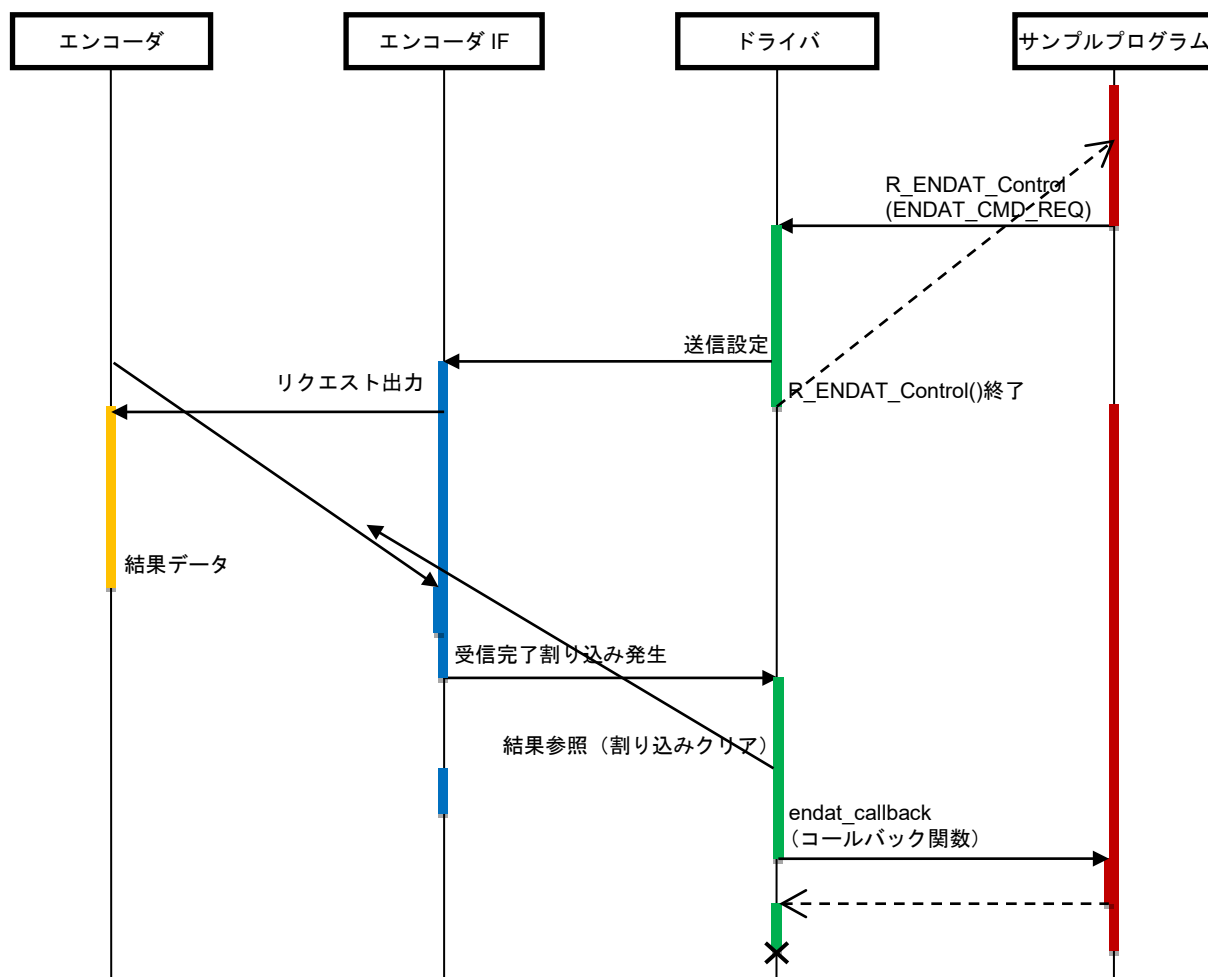 エンコーダ
エンコーダ IF
ドライバ
サンプルプログラム
R_ENDAT_Control
(ENDAT_CMD_REQ)
送信設定
リクエスト出力
R_ENDAT_Control()終了
結果データ
受信完了割り込み発生
結果参照（割り込みクリア）
endat_callback
（コールバック関数）